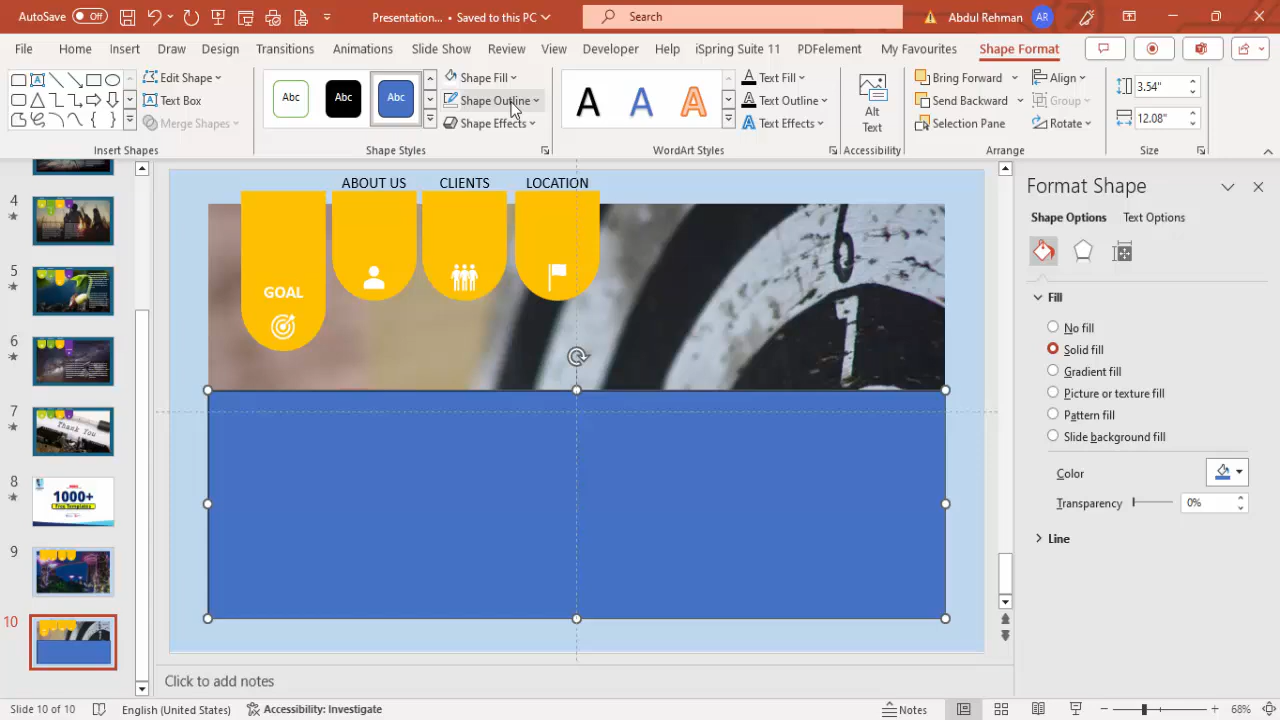 AutoSave Off Presentation... • Saved to this PC Search Abdul Rehman AR
File Home Insert Draw Design Transitions Animations Slide Show Review View Developer Help iSpring Suite 11 PDFelement My Favourites Shape Format
Edit Shape Abc Abc Abc Shape Fill A A A Text Fill Bring Forward Align 3.54"
Text Box Shape Outline Text Outline Alt Text Send Backward Group
Merge Shapes Shape Effects Text Effects Selection Pane Rotate 12.08"
Insert Shapes Shape Styles WordArt Styles Accessibility Arrange Size
ABOUT US CLIENTS LOCATION
GOAL
6
1
4
5
6
7
Thank You
8
1000+
Free Templates
9
10
Format Shape
Shape Options Text Options
Fill
No fill
Solid fill
Gradient fill
Picture or texture fill
Pattern fill
Slide background fill
Color
Transparency 0%
Line
Click to add notes
Slide 10 of 10 English (United States) Accessibility: Investigate Notes 68%